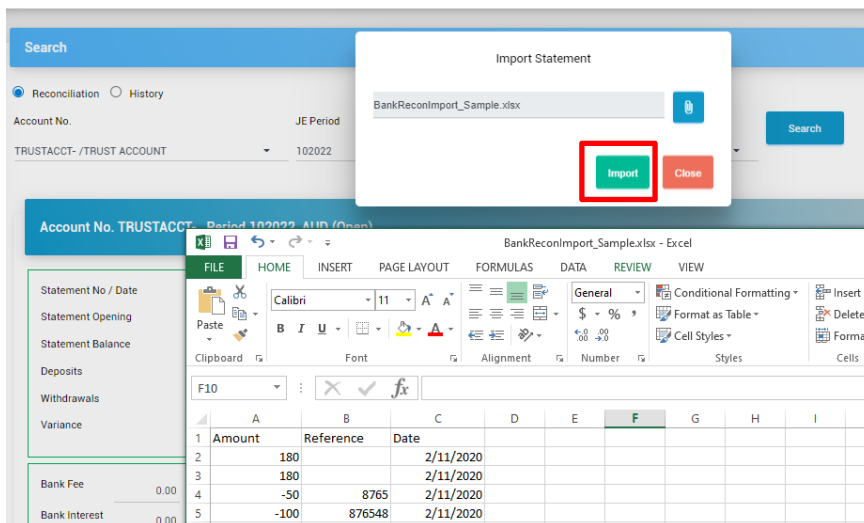 Search
Import Statement
Reconciliation History
BankReconImport_Sample.xlsx
Account No. JE Period
Search
TRUSTACCT- /TRUST ACCOUNT 102022
Import Close
Account No. TRUSTACCT- Period 102022 AUD (Open)
BankReconImport_Sample.xlsx - Excel
FILE HOME INSERT PAGE LAYOUT FORMULAS DATA REVIEW VIEW
Statement No / Date
Statement Opening
Statement Balance
Deposits
Withdrawals
Variance
Bank Fee 0.00
Bank Interest 0.00
Paste Calibri 11 A A General Conditional Formatting Insert
B I U A $ % , Format as Table Delete
Cell Styles
Clipboard Font Alignment Number Styles Cells
F10 fx
A B C D E F G H I
1 Amount Reference Date
2 180 2/11/2020
3 180 2/11/2020
4 -50 8765 2/11/2020
5 -100 876548 2/11/2020